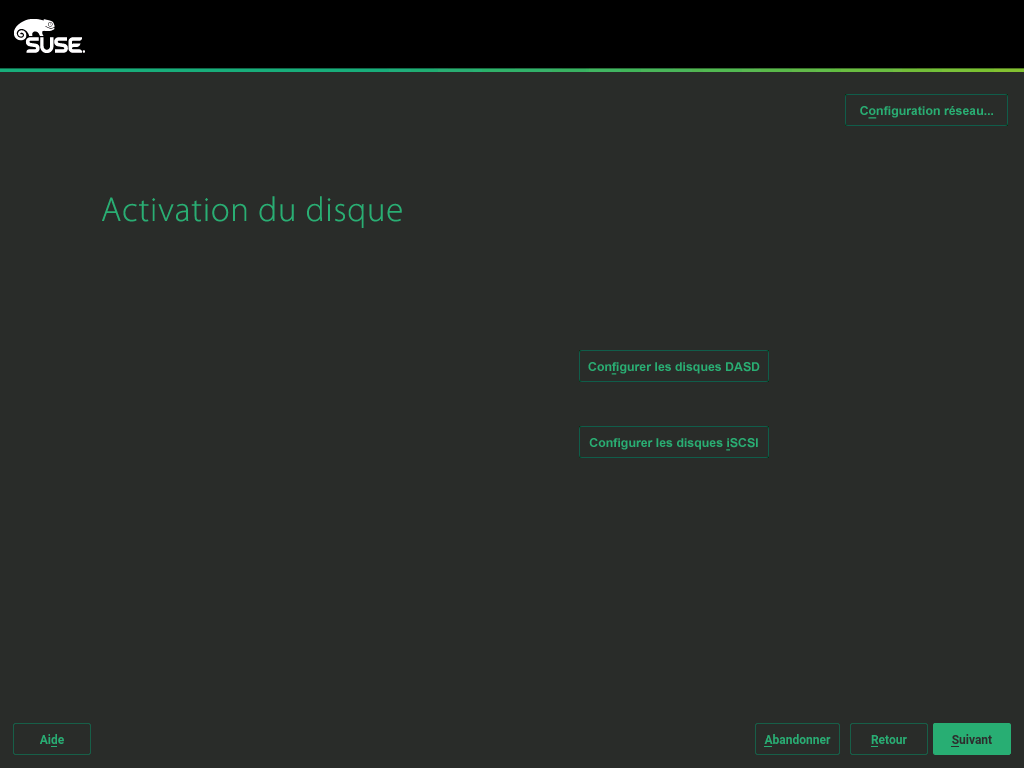 SUSE.
Configuration réseau...
Activation du disque
Configurer les disques DASD
Configurer les disques iSCSI
Aide
Abandonner
Retour
Suivant